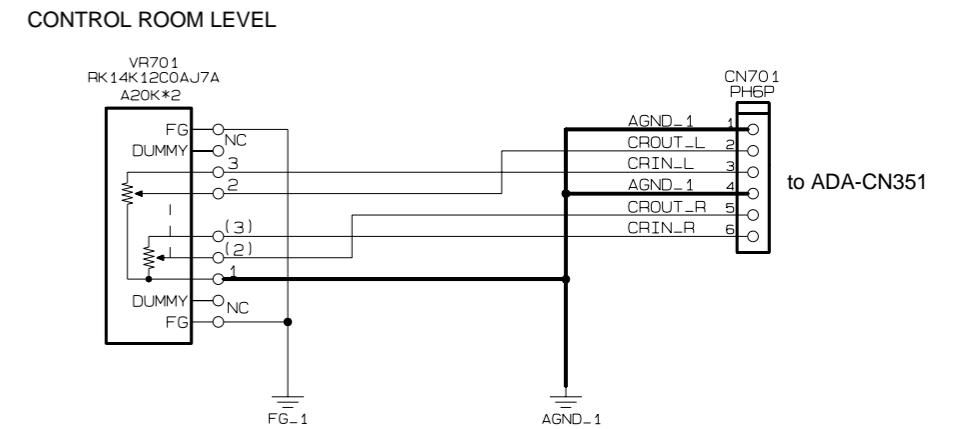 CONTROL ROOM LEVEL
VR701
RK14K12C0AJ7A
A20K*2
CN701
PH6P
FG
NC
DUMMY
3
2
(3)
(2)
1
DUMMY
NC
FG
AGND_1 1
CROUT_L 2
CRIN_L 3
AGND_1 4
CROUT_R 5
CRIN_R 6
to ADA-CN351
FG_1
AGND_1